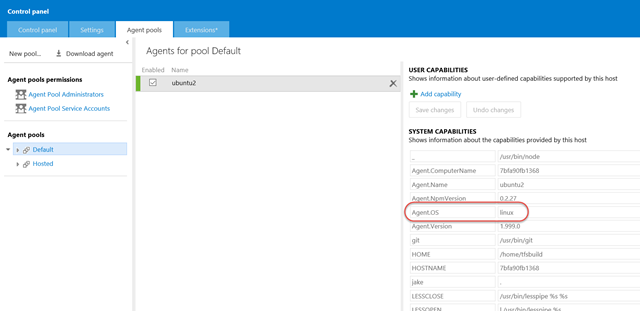 Control panel
Control panel
Settings
Agent pools
Extensions*
New pool...
Download agent
Agent pools permissions
Agent Pool Administrators
Agent Pool Service Accounts
Agent pools
Default
Hosted
Agents for pool Default
Enabled Name
ubuntu2
USER CAPABILITIES
Shows information about user-defined capabilities supported by this host
Add capability
Save changes Undo changes
SYSTEM CAPABILITIES
Shows information about the capabilities provided by this host
_ /usr/bin/node
Agent.ComputerName 7bfa90fb1368
Agent.Name ubuntu2
Agent.NpmVersion 0.2.27
Agent.OS linux
Agent.Version 1.999.0
git /usr/bin/git
HOME /home/tfsbuild
HOSTNAME 7bfa90fb1368
jake .
LESSCLOSE /usr/bin/lesspipe %s %s
LESSOPEN | /usr/bin/lesspipe %s